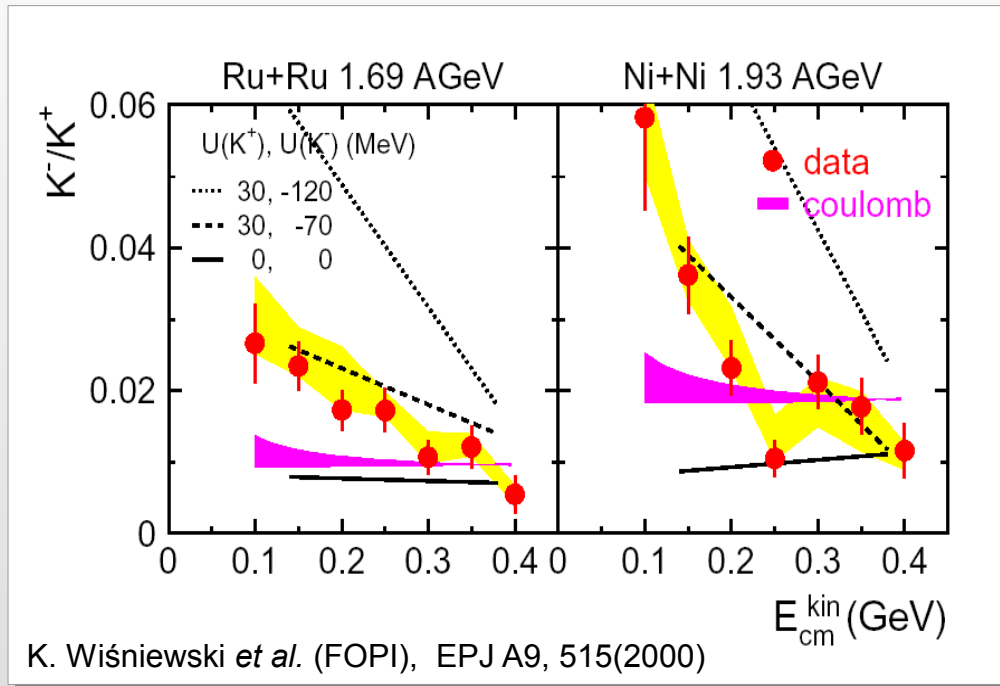 Ru+Ru 1.69 AGeV
Ni+Ni 1.93 AGeV
K⁻/K⁺
0.06
0.04
0.02
0
U(K⁺), U(K⁻) (MeV)
30, -120
30, -70
0, 0
data
coulomb
0 0.1 0.2 0.3 0.4 0 0.1 0.2 0.3 0.4
E_cm^kin (GeV)
K. Wiśniewski et al. (FOPI), EPJ A9, 515(2000)